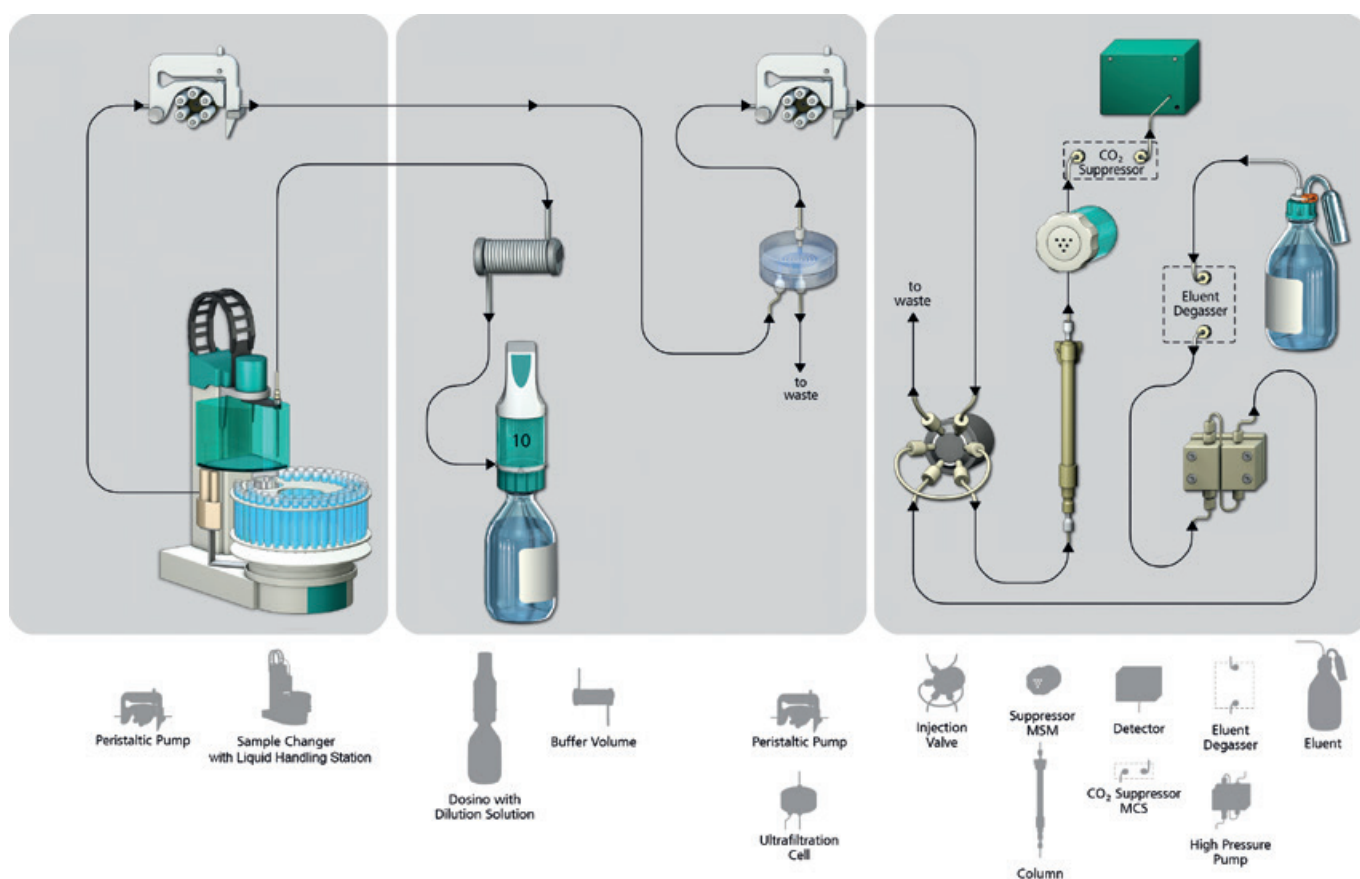 CO₂
Suppressor
to
waste
Eluent
Degasser
10
to
waste
Peristaltic Pump
Sample Changer
with Liquid Handling Station
Dosino with
Dilution Solution
Buffer Volume
Peristaltic Pump
Ultrafiltration
Cell
Injection
Valve
Suppressor
MSM
Column
Detector
CO₂ Suppressor
MCS
Eluent
Degasser
High Pressure
Pump
Eluent